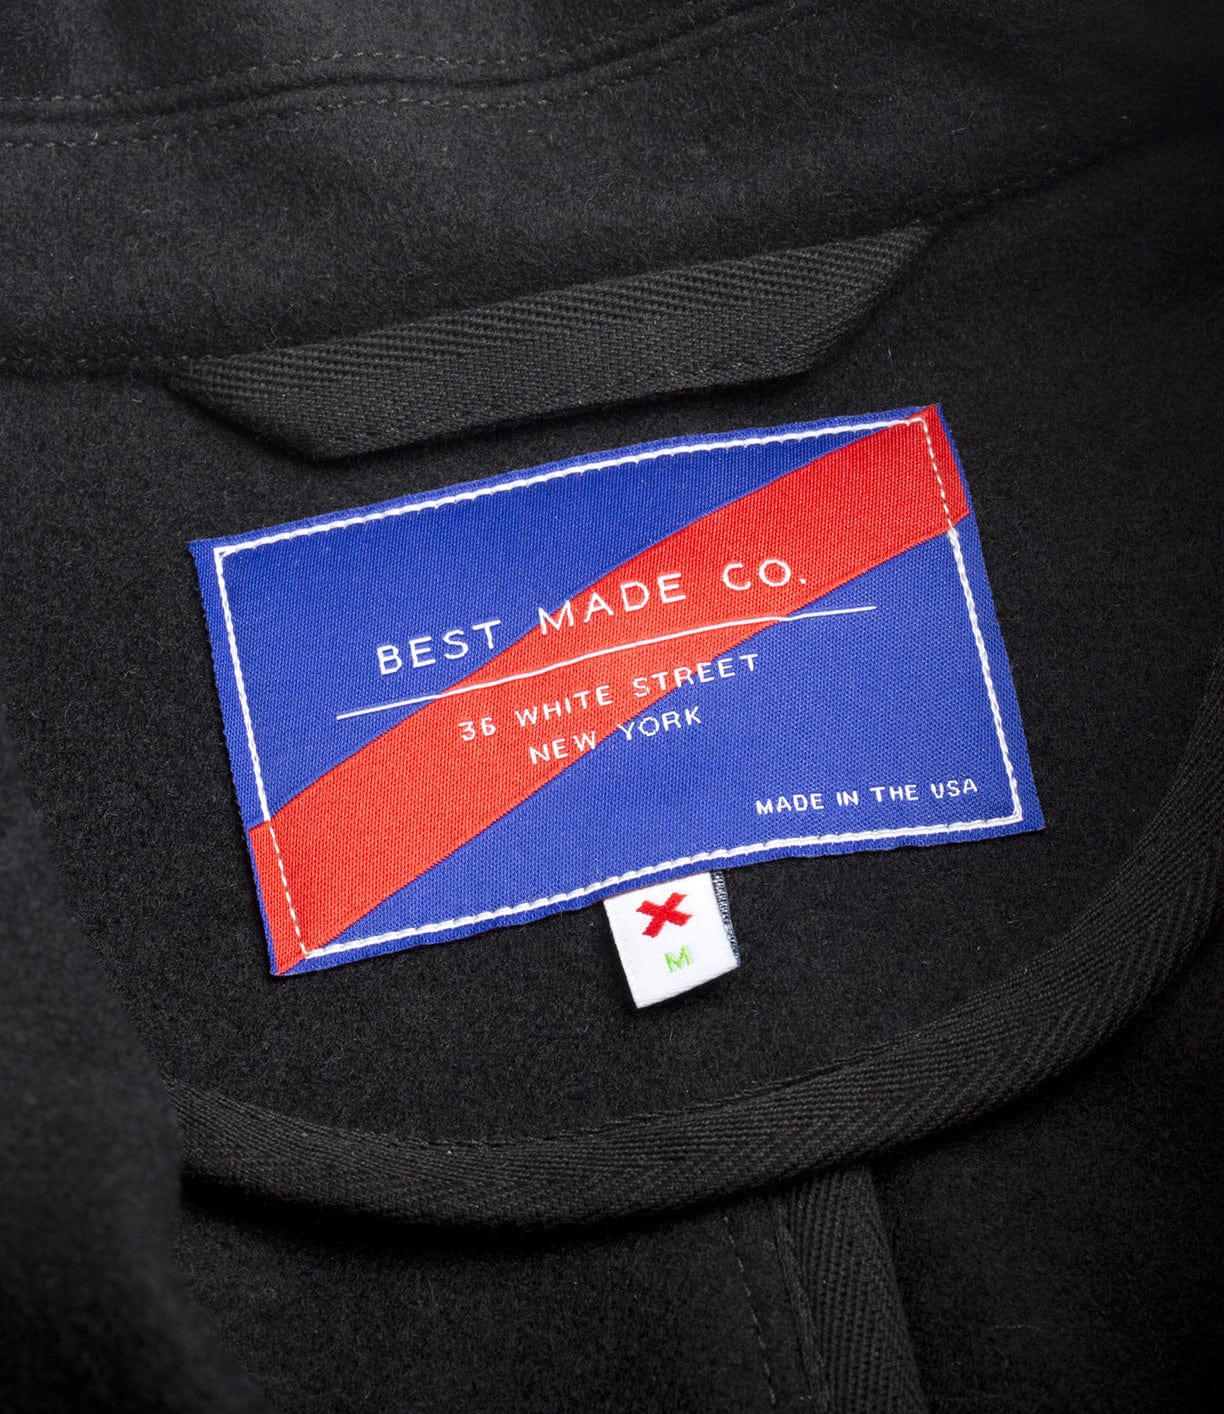 BEST MADE CO.
36 WHITE STREET
NEW YORK
MADE IN THE USA
X
M